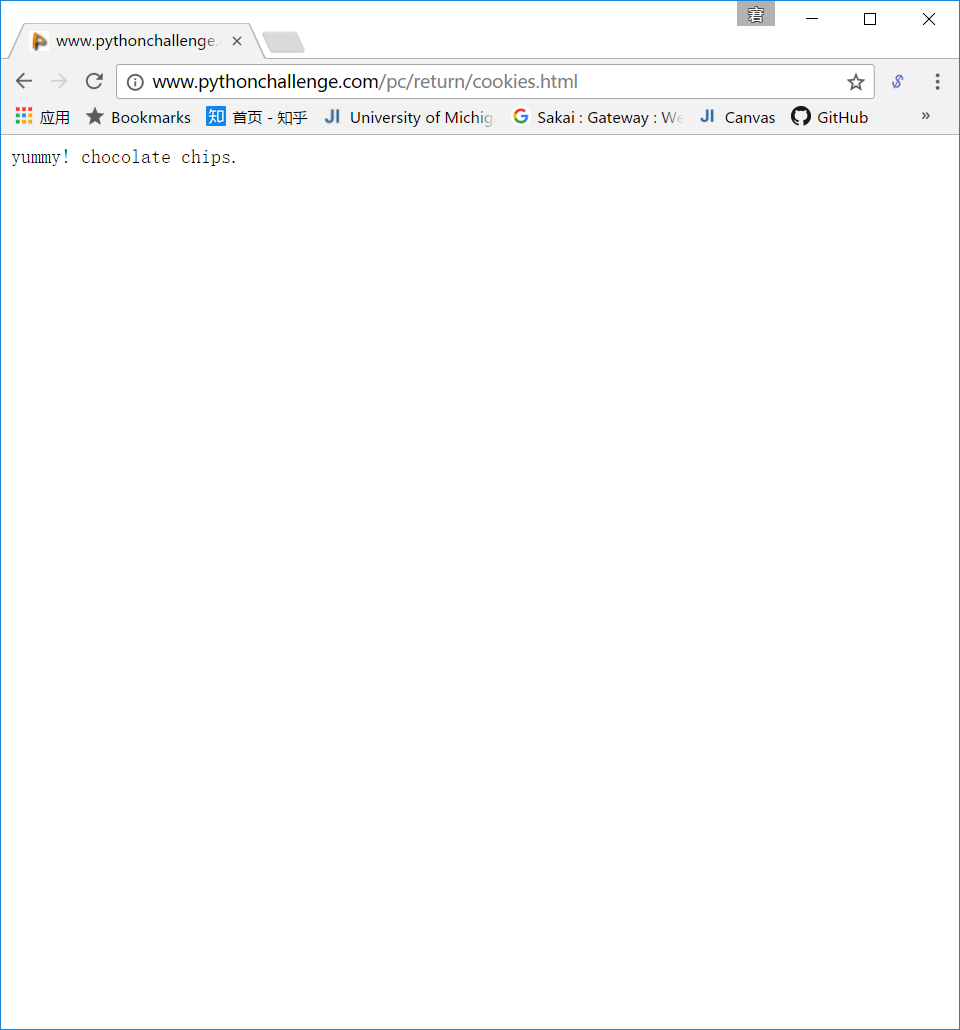 www.pythonchallenge.
www.pythonchallenge.com/pc/return/cookies.html
应用 Bookmarks 知 首页 - 知乎 JI University of Michig G Sakai : Gateway : We JI Canvas GitHub »
yummy! chocolate chips.